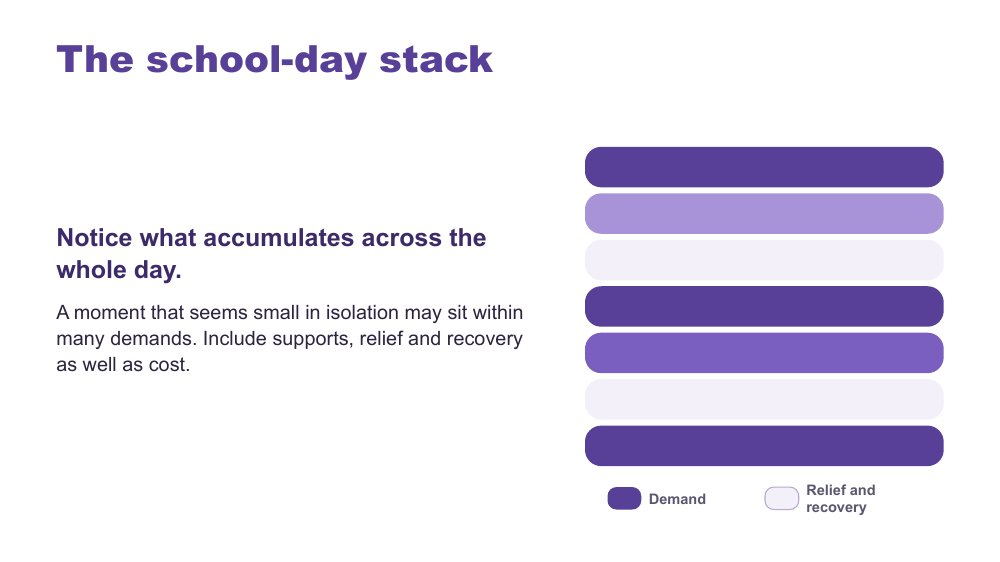 The school-day stack
Notice what accumulates across the
whole day.
A moment that seems small in isolation may sit within
many demands. Include supports, relief and recovery
as well as cost.
Demand
Relief and
recovery